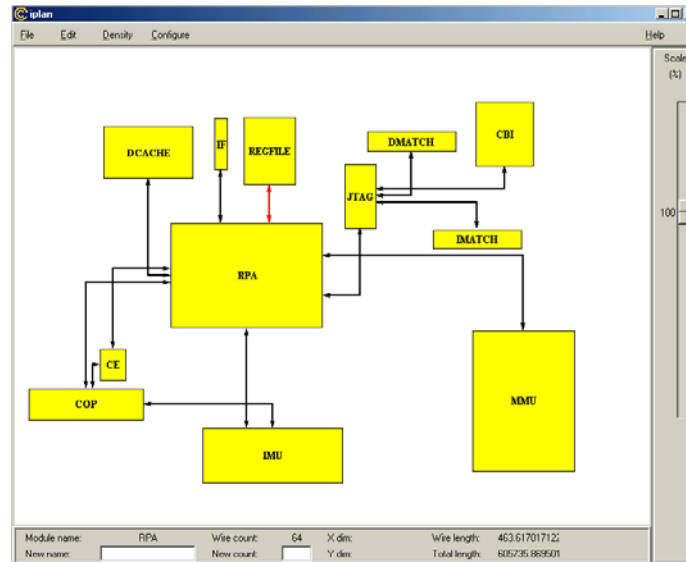 iplan
File Edit Density Configure Help
Scale
(%)
100
CBI
IF
REGFILE
DMATCH
DCACHE
JTAG
IMATCH
RPA
CE
COP
MMU
IMU
Module name: RPA Wire count: 64 X dim: Wire length: 463.617017122
New name: New count: Y dim: Total length: 605735.869501